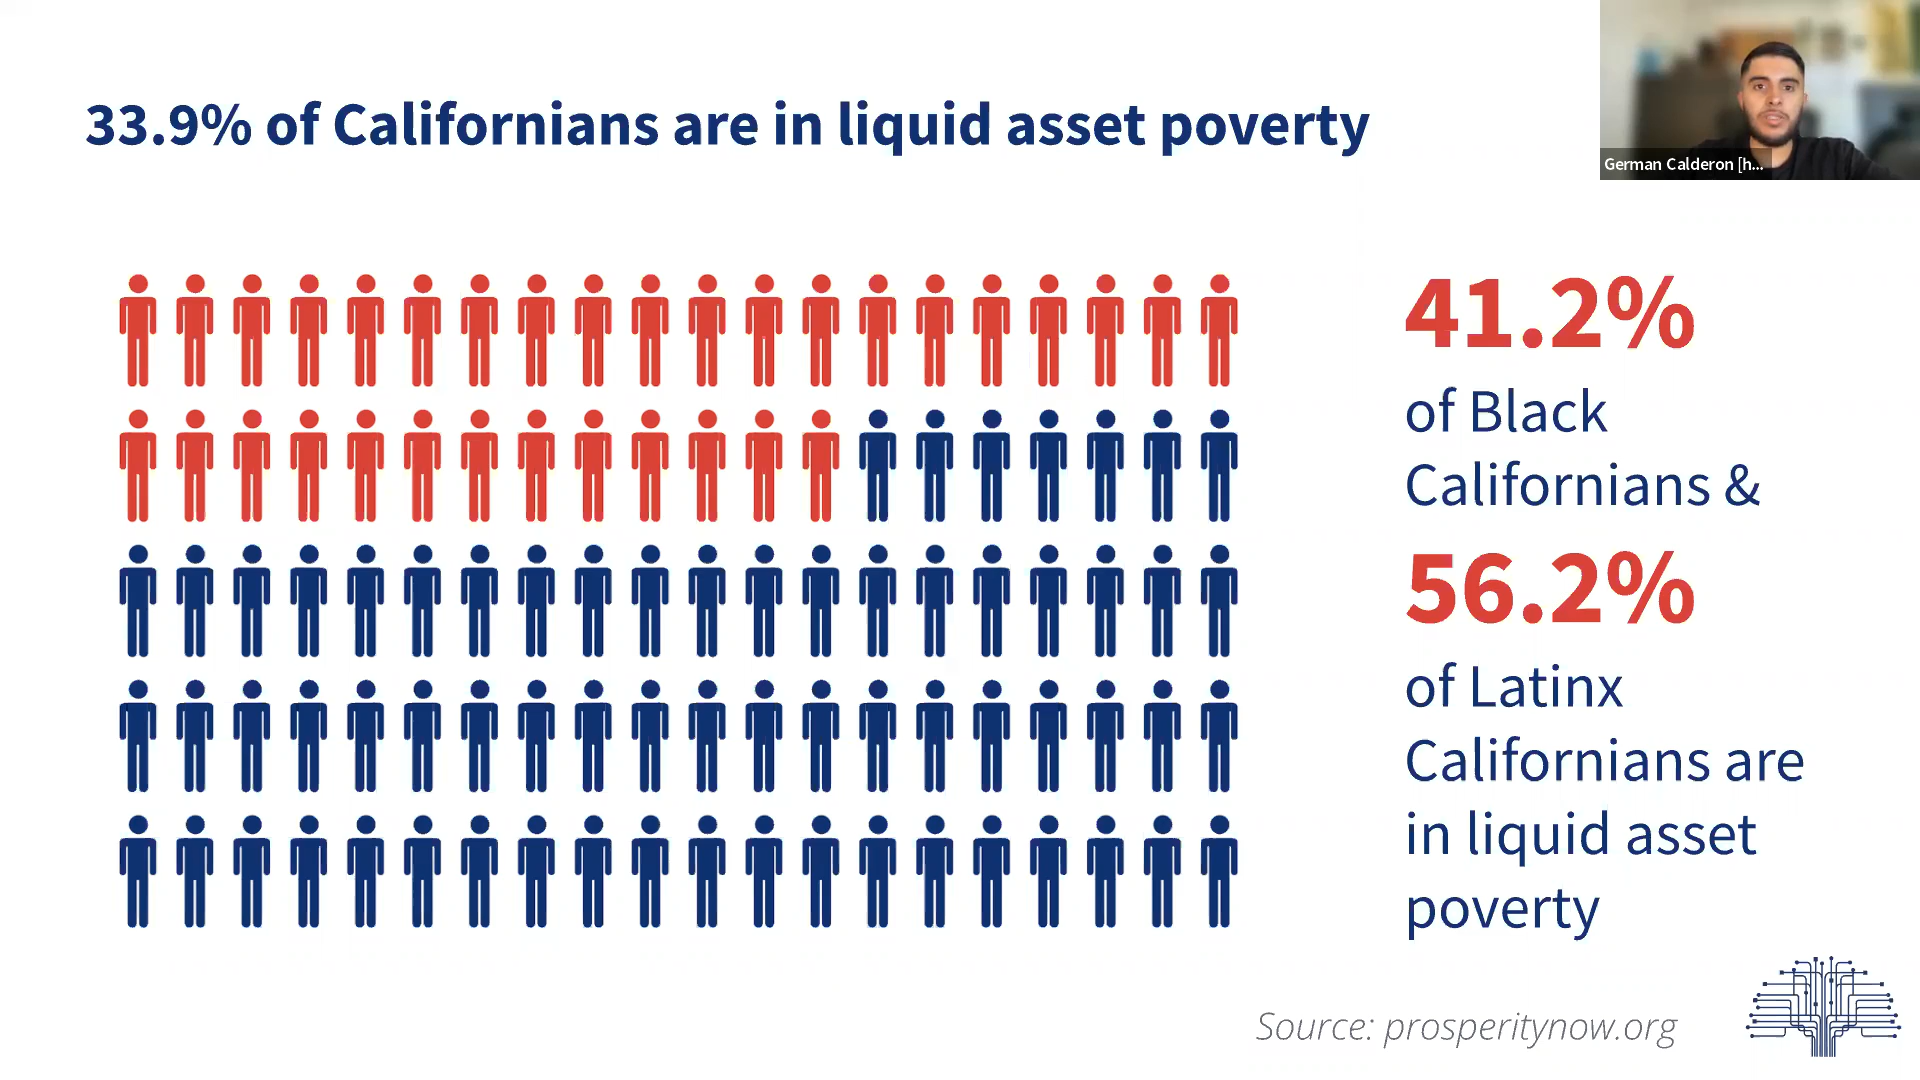 33.9% of Californians are in liquid asset poverty
German Calderon [h...
41.2%
of Black
Californians &
56.2%
of Latinx
Californians are
in liquid asset
poverty
Source: prosperitynow.org